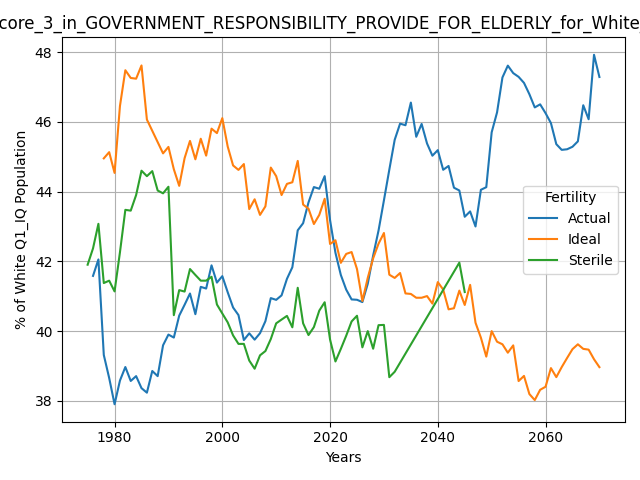 core_3_in_GOVERNMENT_RESPONSIBILITY_PROVIDE_FOR_ELDERLY_for_White_
48
46
44
42
40
38
% of White Q1_IQ Population
Fertility
Actual
Ideal
Sterile
1980
2000
2020
2040
2060
Years